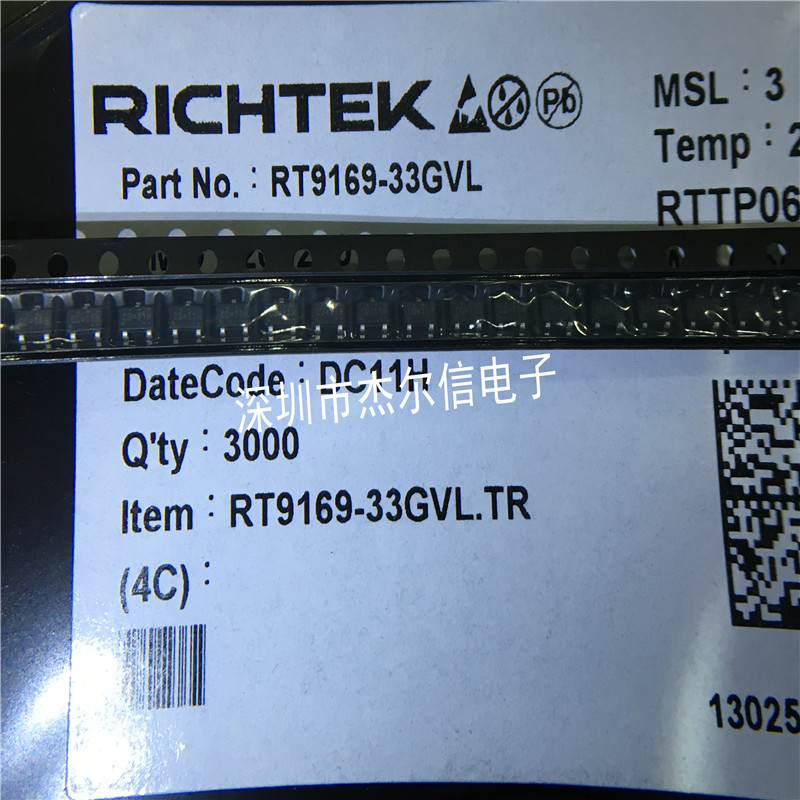 RICHTEK Pb MSL : 3
Part No. : RT9169-33GVL
Temp : 2
RTTP06
DateCode : DC11H
深圳市杰尔信电子
Q'ty : 3000
Item : RT9169-33GVL.TR
(4C) :
13025